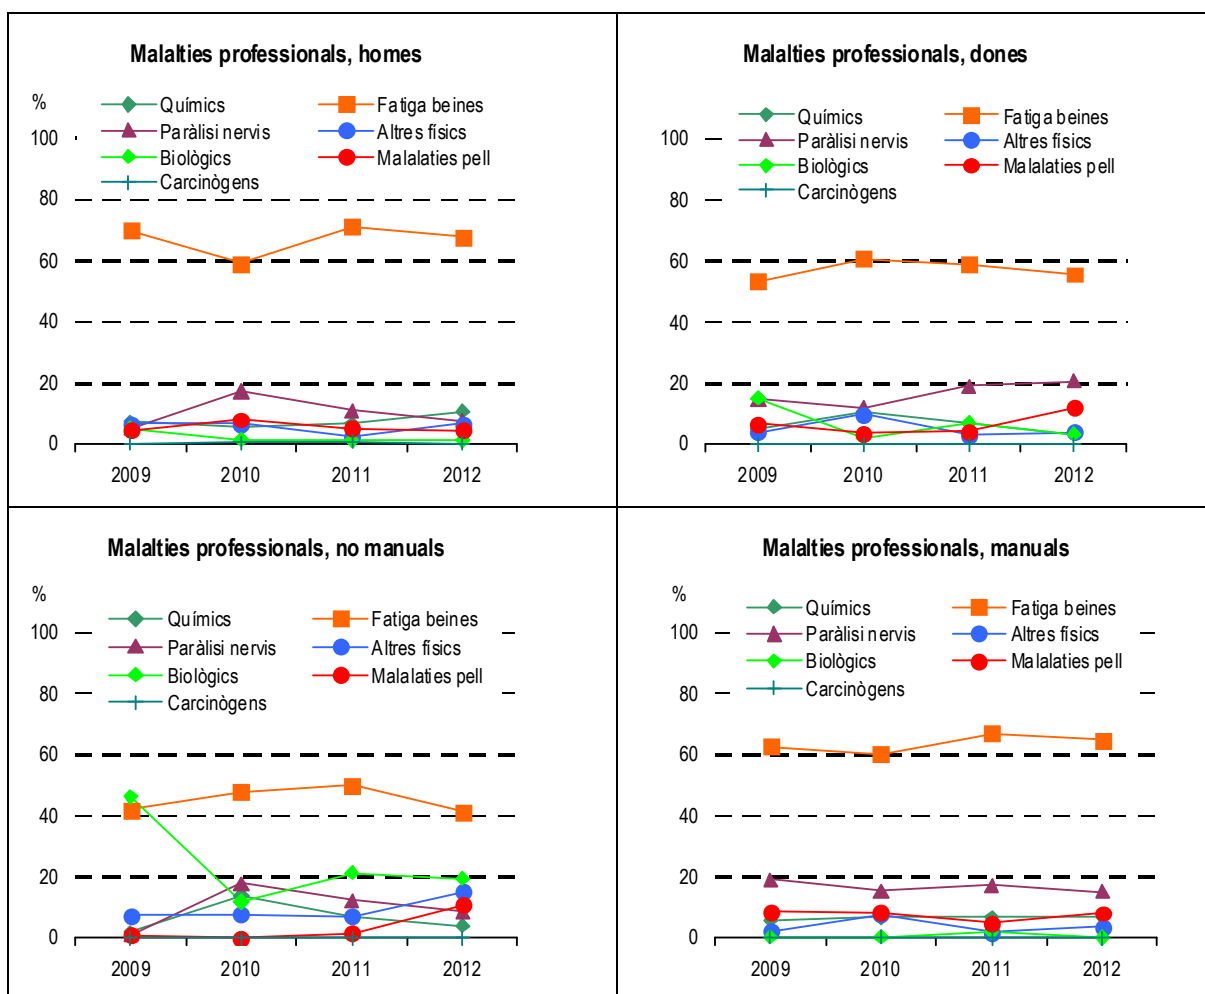 Malalties professionals, homes
%
Químics
Fatiga beines
Paràlisi nervis
Altres físics
Biològics
Malalaties pell
Carcinògens
100
80
60
40
20
0
2009 2010 2011 2012
Malalties professionals, dones
Químics
Fatiga beines
Paràlisi nervis
Altres físics
Biològics
Malalaties pell
Carcinògens
100
80
60
40
20
0
2009 2010 2011 2012
Malalties professionals, no manuals
%
Químics
Fatiga beines
Paràlisi nervis
Altres físics
Biològics
Malalaties pell
Carcinògens
100
80
60
40
20
0
2009 2010 2011 2012
Malalties professionals, manuals
%
Químics
Fatiga beines
Paràlisi nervis
Altres físics
Biològics
Malalaties pell
Carcinògens
100
80
60
40
20
0
2009 2010 2011 2012